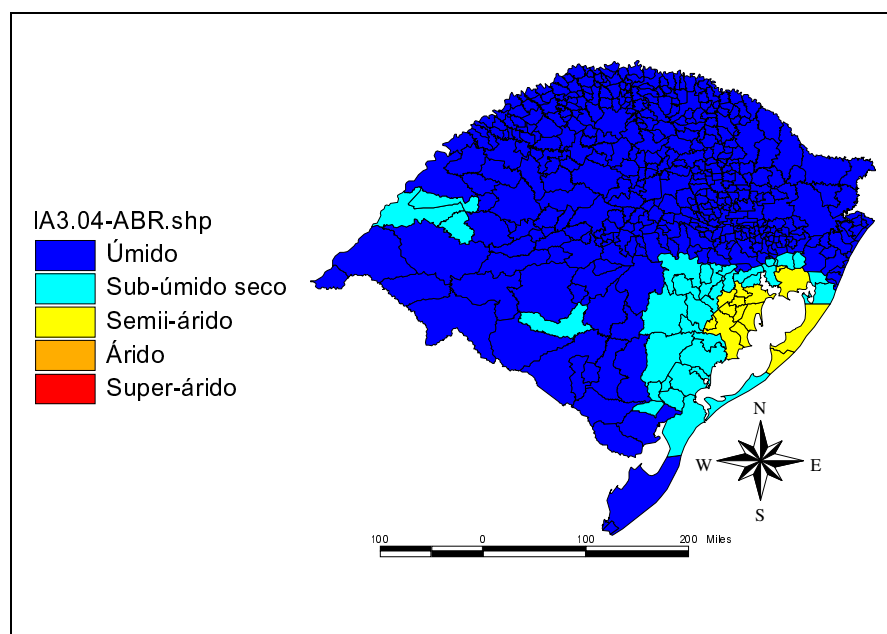 IA3.04-ABR.shp
Úmido
Sub-úmido seco
Semii-árido
Árido
Super-árido
N
W
E
S
100 0 100 200 Miles